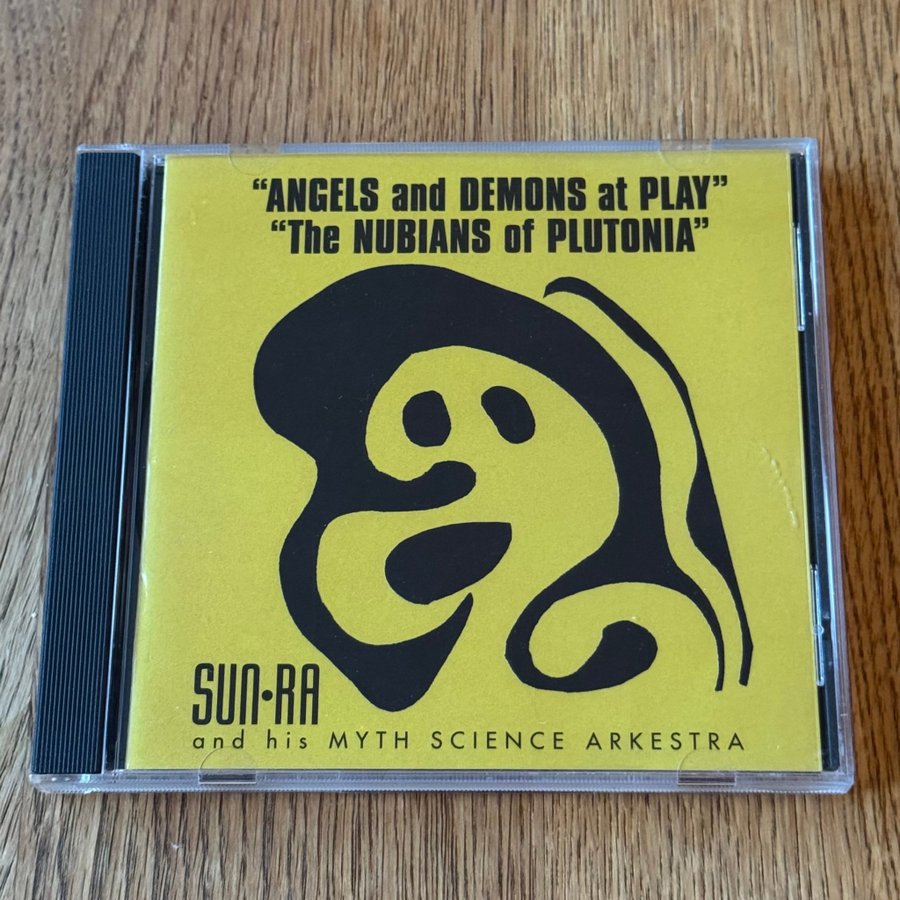 “ANGELS and DEMONS at PLAY”
“The NUBIANS of PLUTONIA”
SUN•RA
and his MYTH SCIENCE ARKESTRA